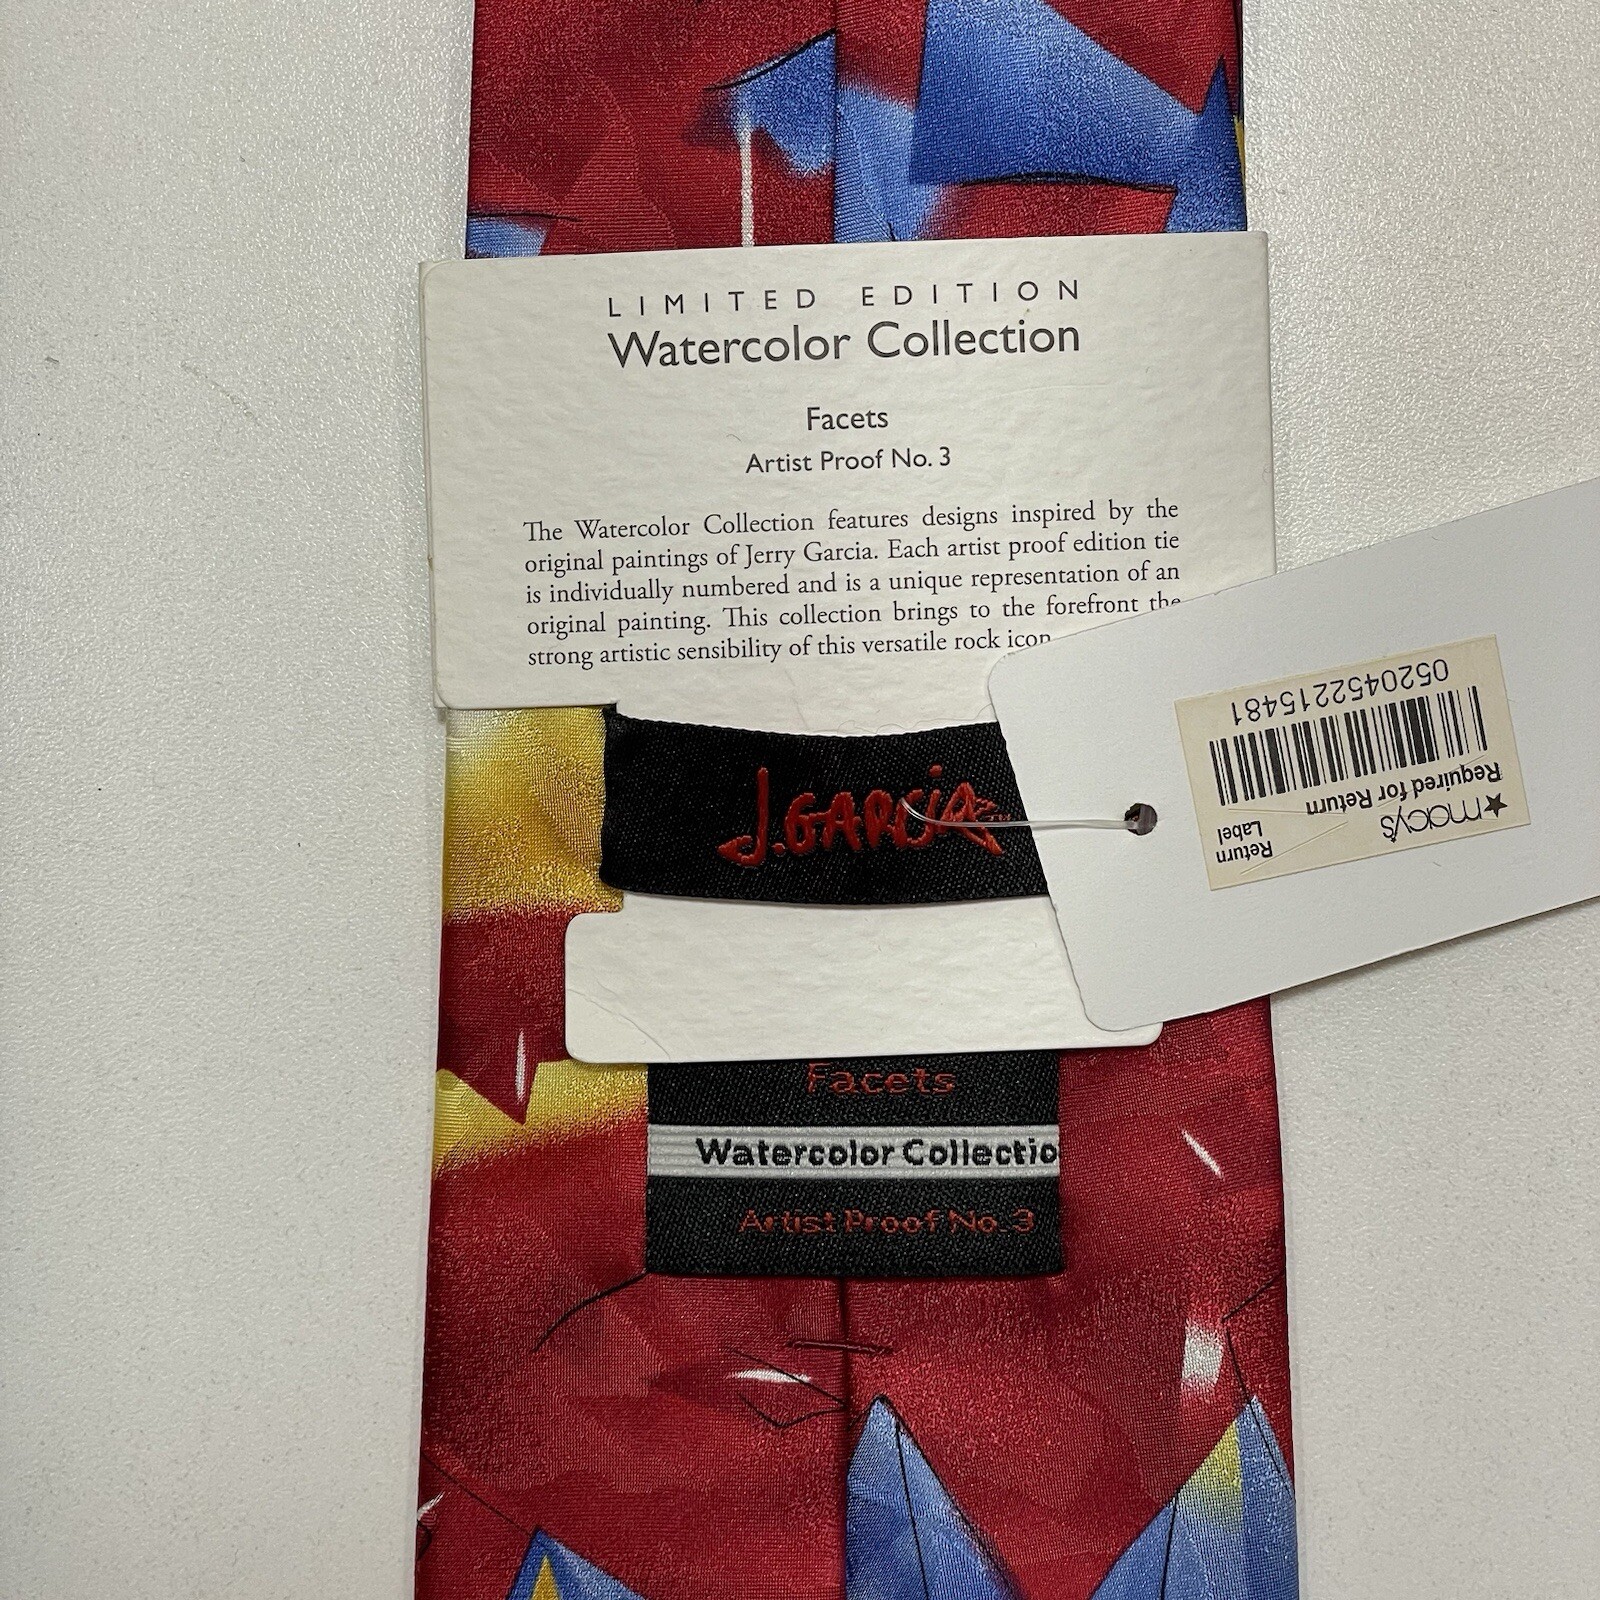 LIMITED EDITION
Watercolor Collection
Facets
Artist Proof No. 3
The Watercolor Collection features designs inspired by the
original paintings of Jerry Garcia. Each artist proof edition tie
is individually numbered and is a unique representation of an
original painting. This collection brings to the forefront the
strong artistic sensibility of this versatile rock icon
J.GARCIA
macy's
Return
Label
Required for Return
052045221548​1
Facets
Watercolor Collectio
Artist Proof No. 3